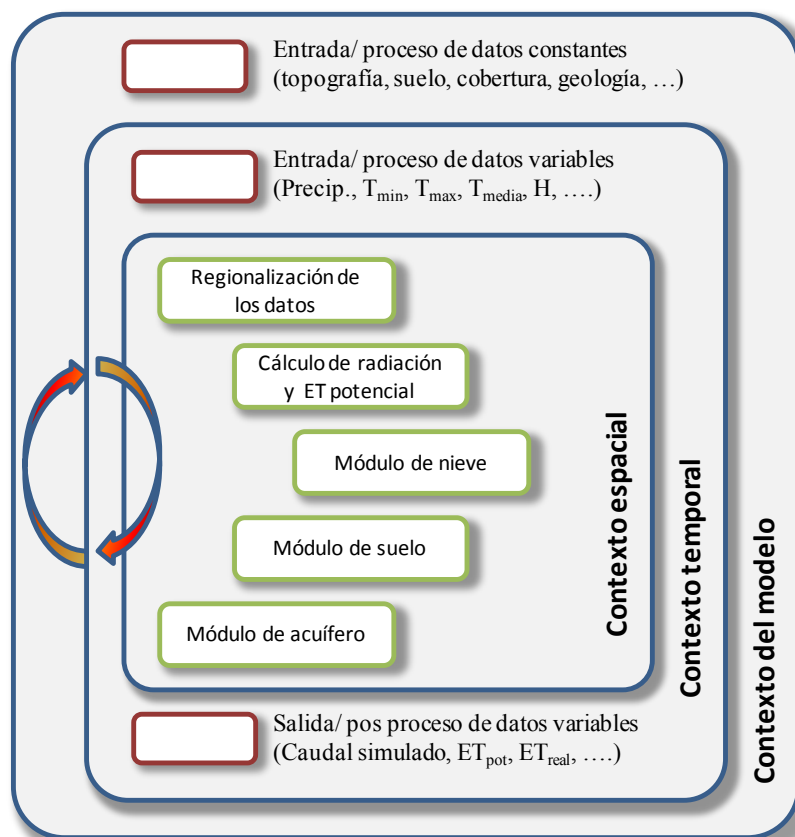 Entrada/ proceso de datos constantes
(topografía, suelo, cobertura, geología, …)
Entrada/ proceso de datos variables
(Precip., Tmin, Tmax, Tmedia, H, ….)
Regionalización de
los datos
Cálculo de radiación
y ET potencial
Módulo de nieve
Módulo de suelo
Módulo de acuífero
Contexto espacial
Contexto temporal
Contexto del modelo
Salida/ pos proceso de datos variables
(Caudal simulado, ETpot, ETreal, ….)